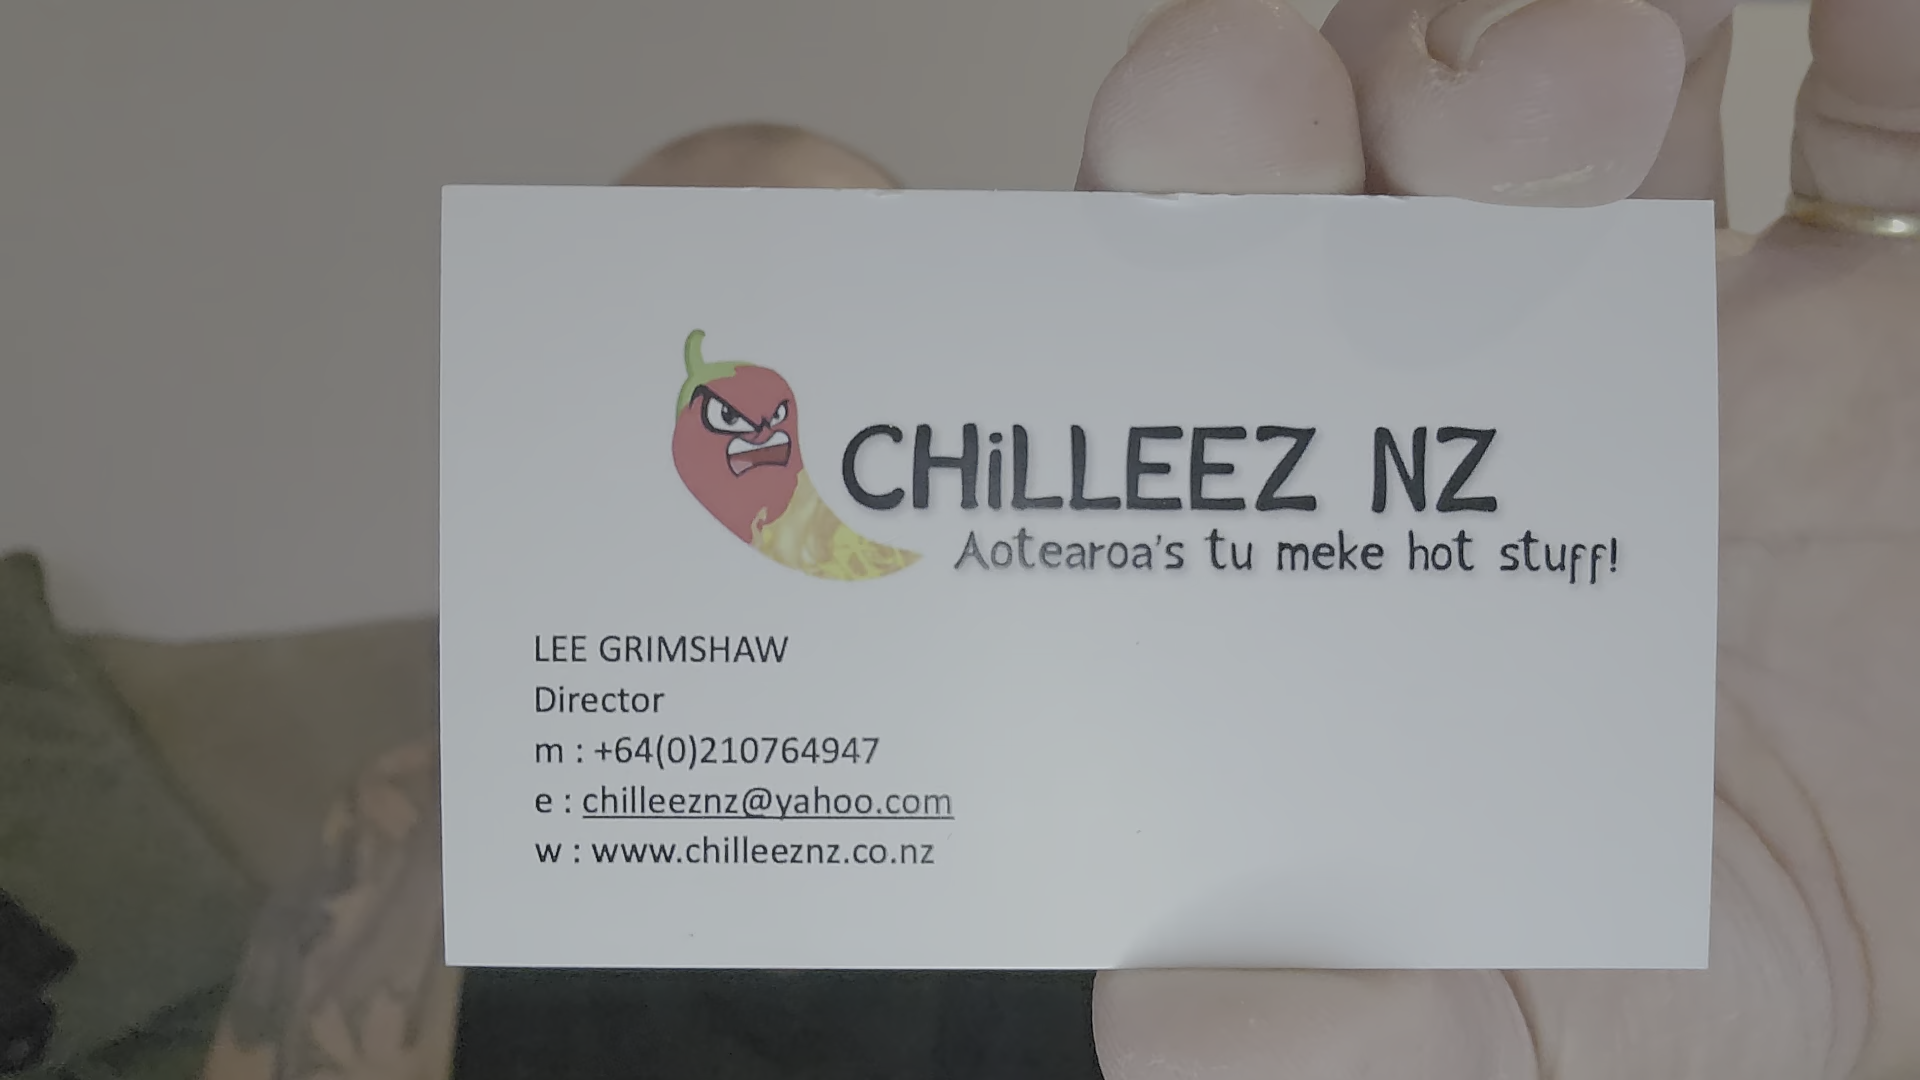 CHiLLEEZ NZ
Aotearoa's tu meke hot stuff!
LEE GRIMSHAW
Director
m : +64(0)210764947
e : chilleeznz@yahoo.com
w : www.chilleeznz.co.nz